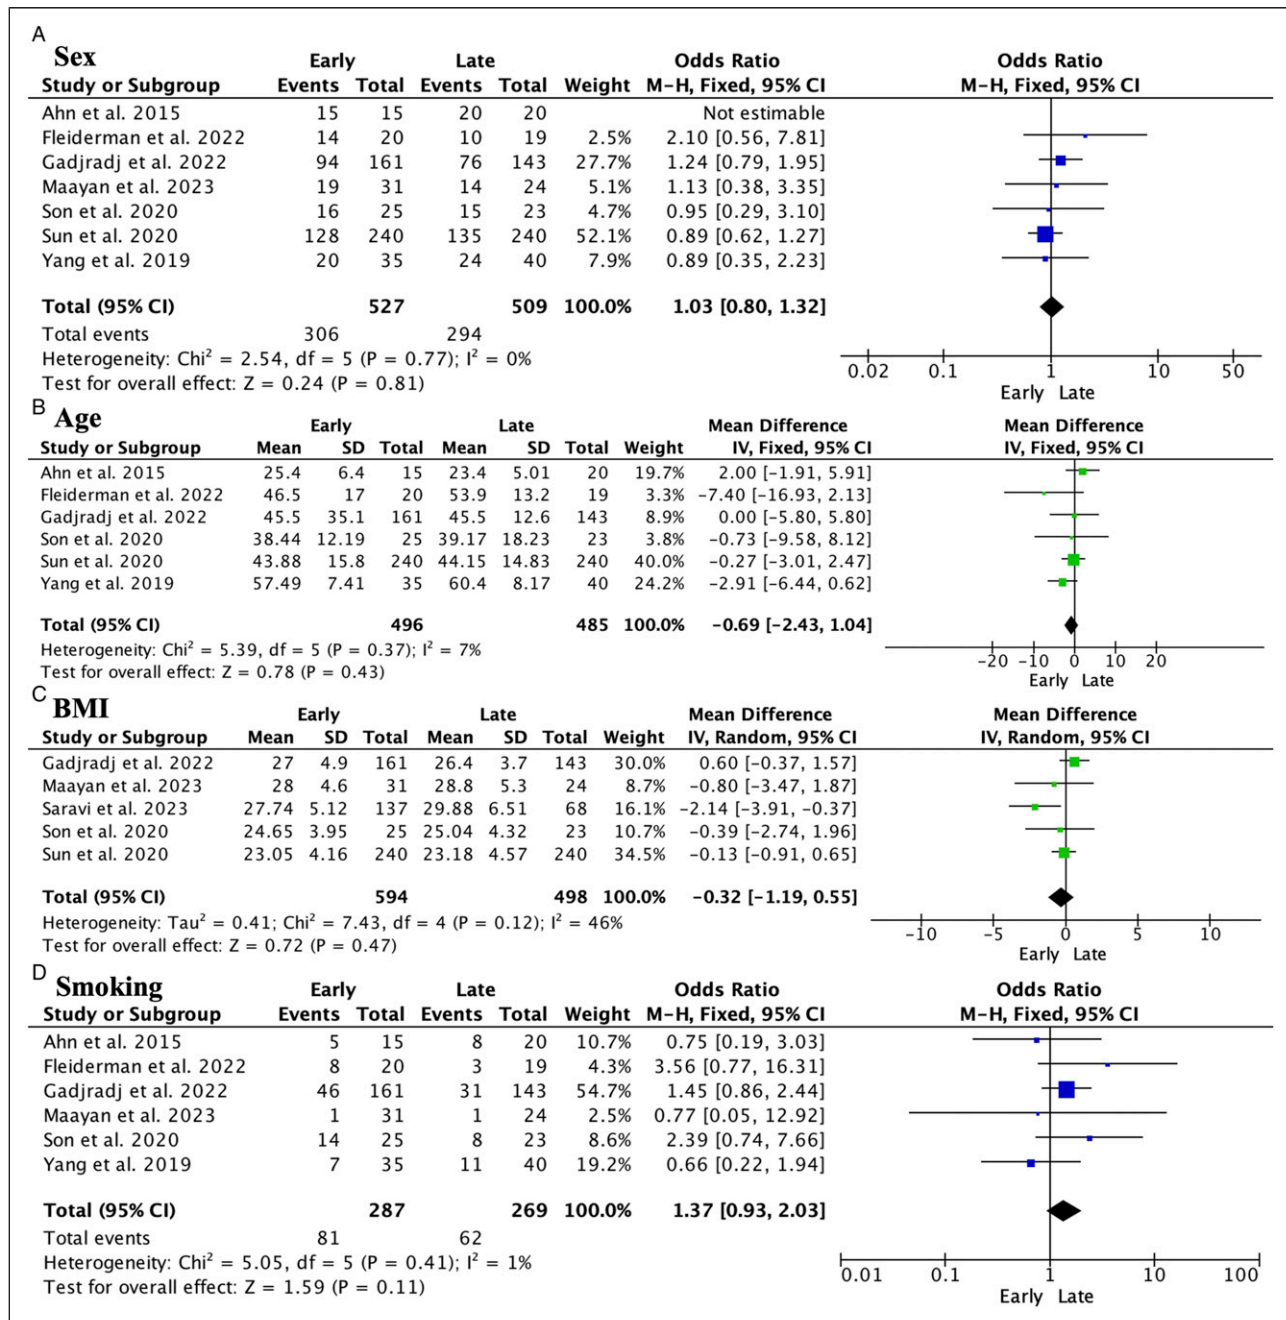 A
Sex
Early Late Odds Ratio Odds Ratio
Study or Subgroup Events Total Events Total Weight M-H, Fixed, 95% CI M-H, Fixed, 95% CI
Ahn et al. 2015 15 15 20 20 Not estimable
Fleiderman et al. 2022 14 20 10 19 2.5% 2.10 [0.56, 7.81]
Gadjradj et al. 2022 94 161 76 143 27.7% 1.24 [0.79, 1.95]
Maayan et al. 2023 19 31 14 24 5.1% 1.13 [0.38, 3.35]
Son et al. 2020 16 25 15 23 4.7% 0.95 [0.29, 3.10]
Sun et al. 2020 128 240 135 240 52.1% 0.89 [0.62, 1.27]
Yang et al. 2019 20 35 24 40 7.9% 0.89 [0.35, 2.23]
Total (95% CI) 527 509 100.0% 1.03 [0.80, 1.32]
Total events 306 294
Heterogeneity: Chi² = 2.54, df = 5 (P = 0.77); I² = 0%
Test for overall effect: Z = 0.24 (P = 0.81)
0.02 0.1 1 10 50
Early Late
B
Age
Early Late Mean Difference Mean Difference
Study or Subgroup Mean SD Total Mean SD Total Weight IV, Fixed, 95% CI IV, Fixed, 95% CI
Ahn et al. 2015 25.4 6.4 15 23.4 5.01 20 19.7% 2.00 [−1.91, 5.91]
Fleiderman et al. 2022 46.5 17 20 53.9 13.2 19 3.3% −7.40 [−16.93, 2.13]
Gadjradj et al. 2022 45.5 35.1 161 45.5 12.6 143 8.9% 0.00 [−5.80, 5.80]
Son et al. 2020 38.44 12.19 25 39.17 18.23 23 3.8% −0.73 [−9.58, 8.12]
Sun et al. 2020 43.88 15.8 240 44.15 14.83 240 40.0% −0.27 [−3.01, 2.47]
Yang et al. 2019 57.49 7.41 35 60.4 8.17 40 24.2% −2.91 [−6.44, 0.62]
Total (95% CI) 496 485 100.0% −0.69 [−2.43, 1.04]
Heterogeneity: Chi² = 5.39, df = 5 (P = 0.37); I² = 7%
Test for overall effect: Z = 0.78 (P = 0.43)
−20 −10 0 10 20
Early Late
C
BMI
Early Late Mean Difference Mean Difference
Study or Subgroup Mean SD Total Mean SD Total Weight IV, Random, 95% CI IV, Random, 95% CI
Gadjradj et al. 2022 27 4.9 161 26.4 3.7 143 30.0% 0.60 [−0.37, 1.57]
Maayan et al. 2023 28 4.6 31 28.8 5.3 24 8.7% −0.80 [−3.47, 1.87]
Saravi et al. 2023 27.74 5.12 137 29.88 6.51 68 16.1% −2.14 [−3.91, −0.37]
Son et al. 2020 24.65 3.95 25 25.04 4.32 23 10.7% −0.39 [−2.74, 1.96]
Sun et al. 2020 23.05 4.16 240 23.18 4.57 240 34.5% −0.13 [−0.91, 0.65]
Total (95% CI) 594 498 100.0% −0.32 [−1.19, 0.55]
Heterogeneity: Tau² = 0.41; Chi² = 7.43, df = 4 (P = 0.12); I² = 46%
Test for overall effect: Z = 0.72 (P = 0.47)
−10 −5 0 5 10
Early Late
D
Smoking
Early Late Odds Ratio Odds Ratio
Study or Subgroup Events Total Events Total Weight M-H, Fixed, 95% CI M-H, Fixed, 95% CI
Ahn et al. 2015 5 15 8 20 10.7% 0.75 [0.19, 3.03]
Fleiderman et al. 2022 8 20 3 19 4.3% 3.56 [0.77, 16.31]
Gadjradj et al. 2022 46 161 31 143 54.7% 1.45 [0.86, 2.44]
Maayan et al. 2023 1 31 1 24 2.5% 0.77 [0.05, 12.92]
Son et al. 2020 14 25 8 23 8.6% 2.39 [0.74, 7.66]
Yang et al. 2019 7 35 11 40 19.2% 0.66 [0.22, 1.94]
Total (95% CI) 287 269 100.0% 1.37 [0.93, 2.03]
Total events 81 62
Heterogeneity: Chi² = 5.05, df = 5 (P = 0.41); I² = 1%
Test for overall effect: Z = 1.59 (P = 0.11)
0.01 0.1 1 10 100
Early Late